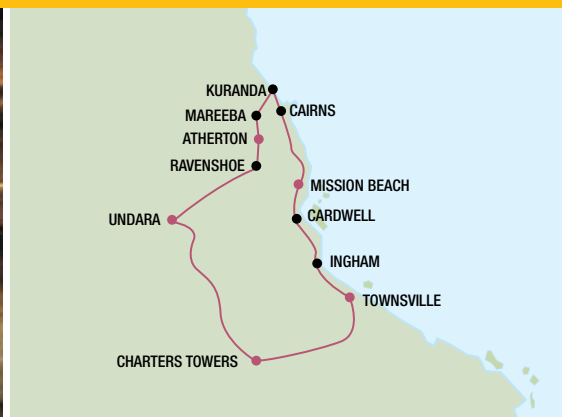 KURANDA
CAIRNS
MAREEBA
ATHERTON
RAVENSHOE
MISSION BEACH
UNDARA
CARDWELL
INGHAM
TOWNSVILLE
CHARTERS TOWERS